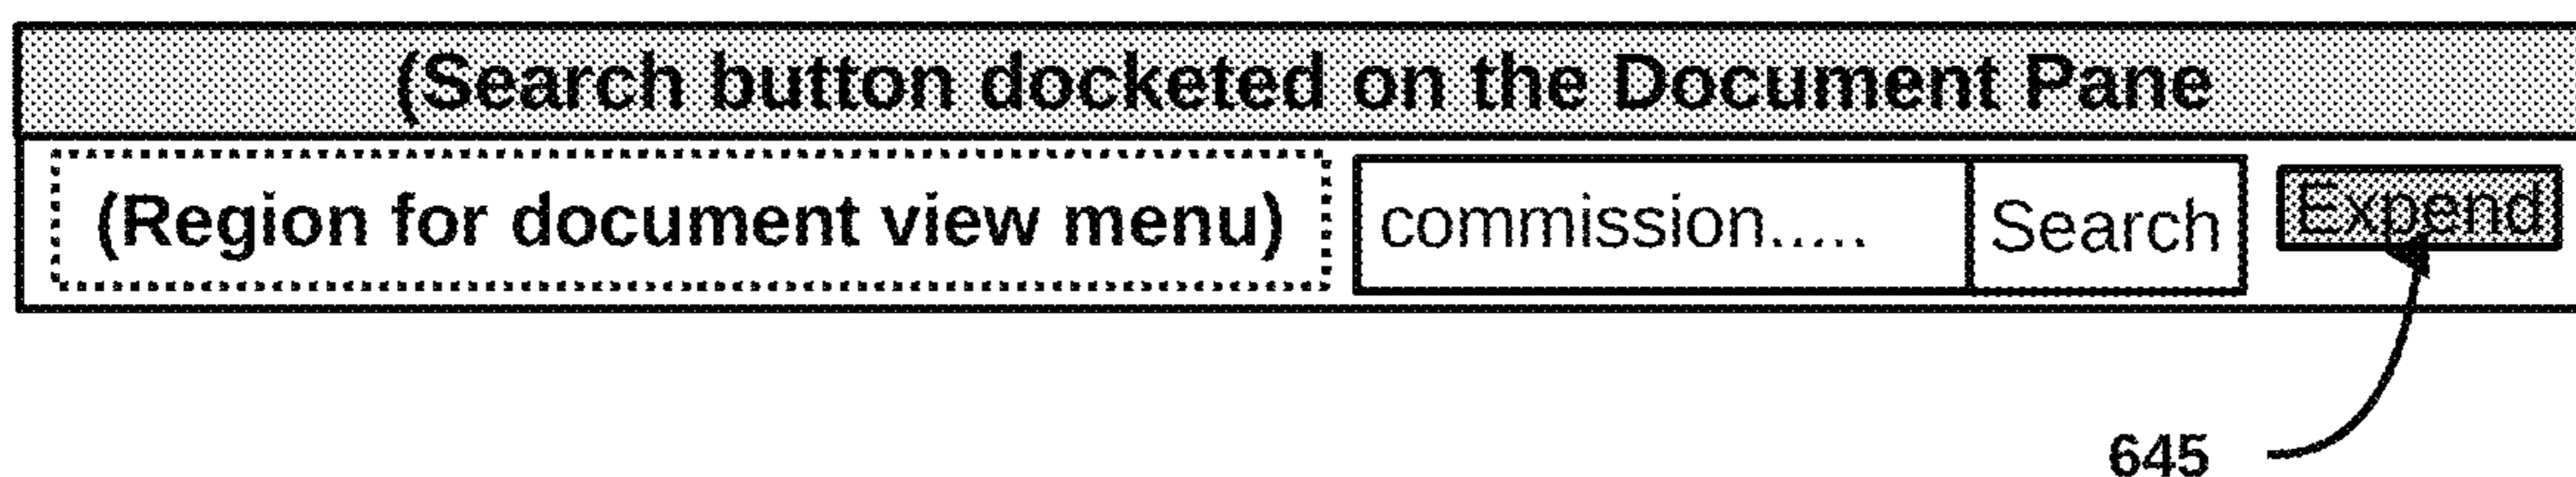 (Search button docketed on the Document Pane
(Region for document view menu) commission..... Search Expend
645